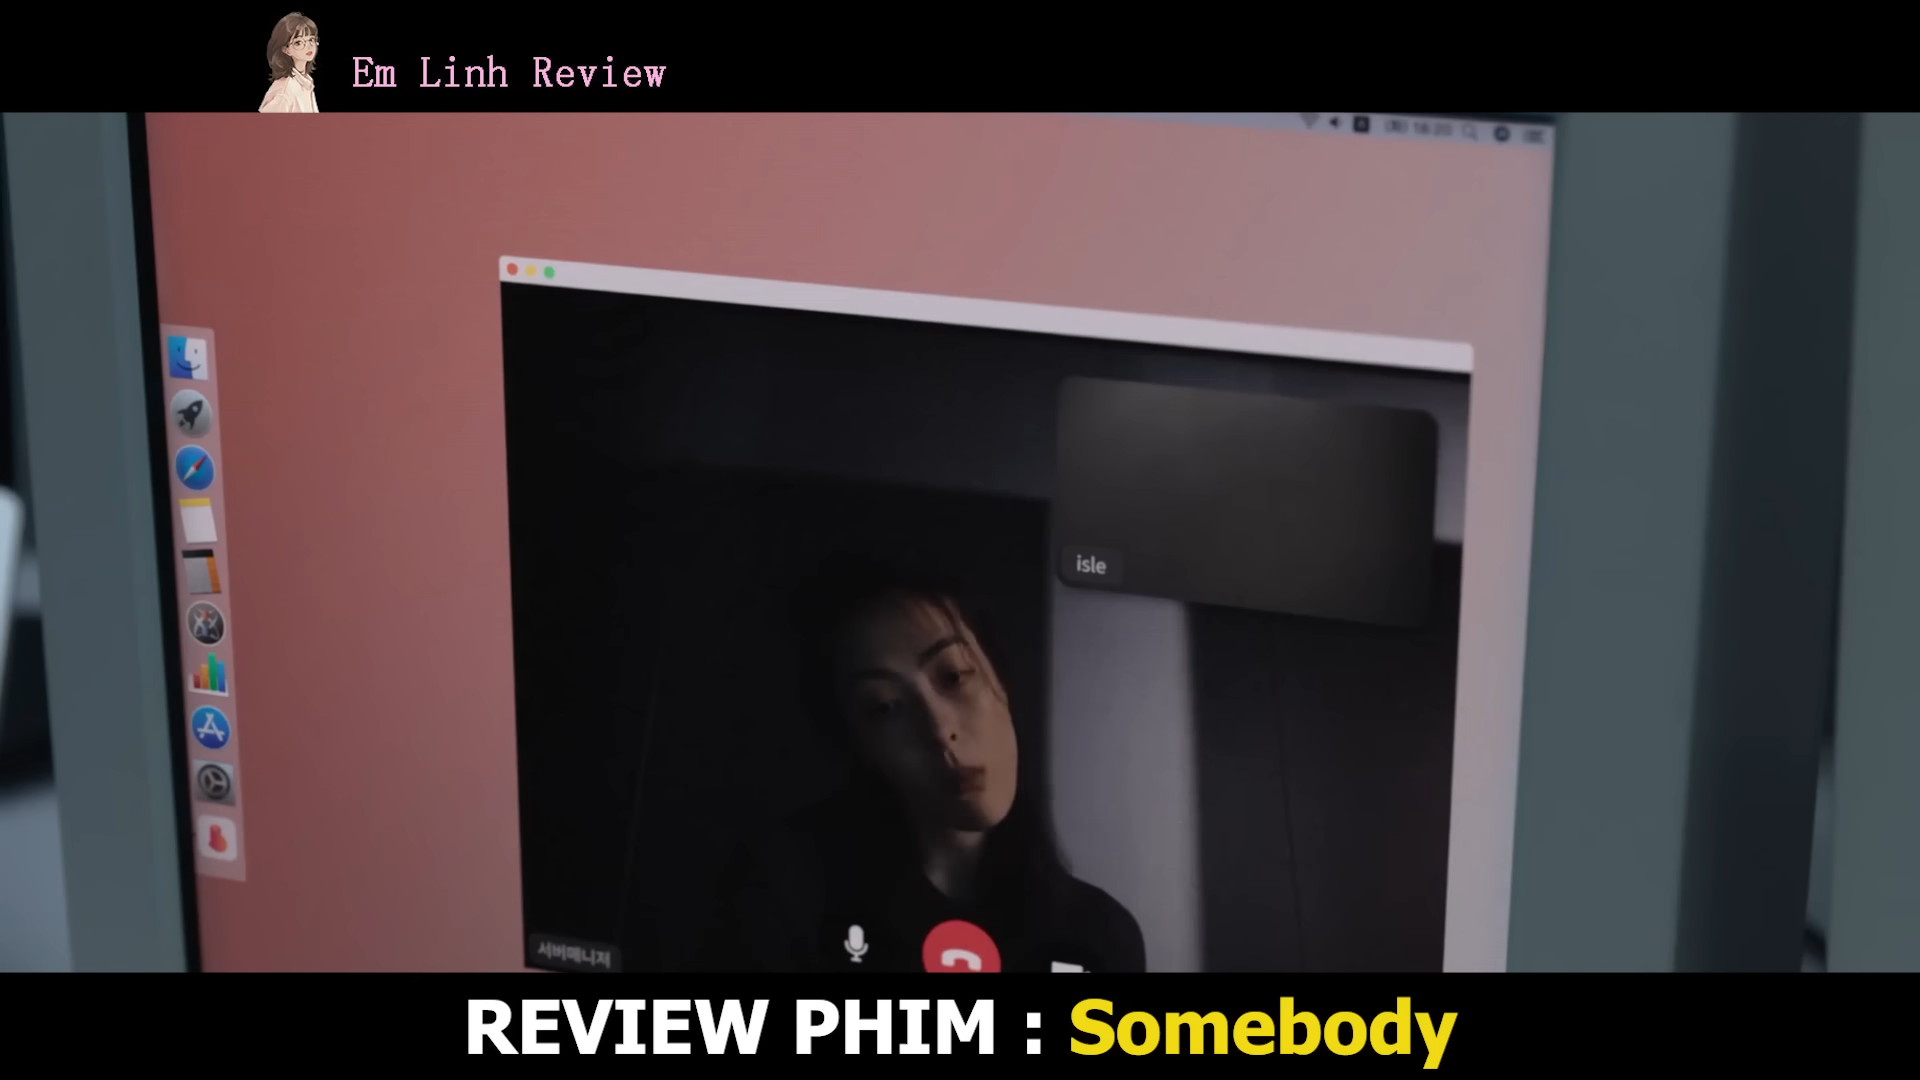 Em Linh Review
isle
서버매니저
REVIEW PHIM : Somebody